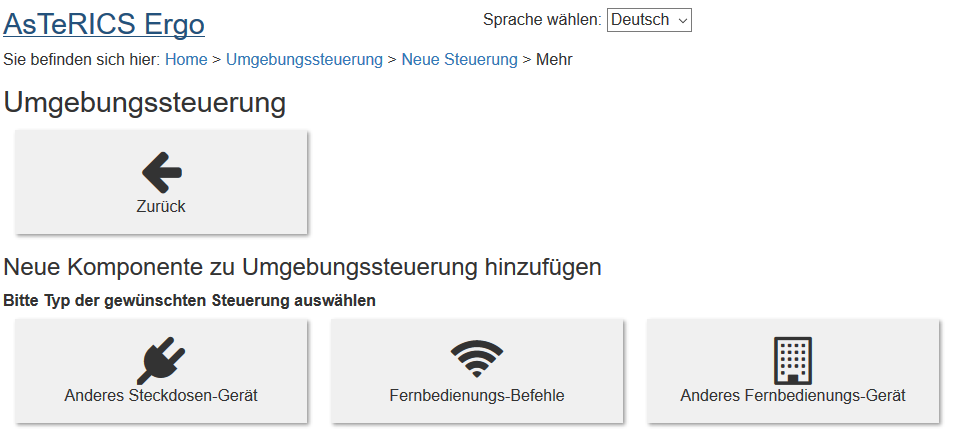 AsTeRICS Ergo
Sprache wählen: Deutsch
Sie befinden sich hier: Home > Umgebungssteuerung > Neue Steuerung > Mehr
Umgebungssteuerung
Zurück
Neue Komponente zu Umgebungssteuerung hinzufügen
Bitte Typ der gewünschten Steuerung auswählen
Anderes Steckdosen-Gerät
Fernbedienungs-Befehle
Anderes Fernbedienungs-Gerät